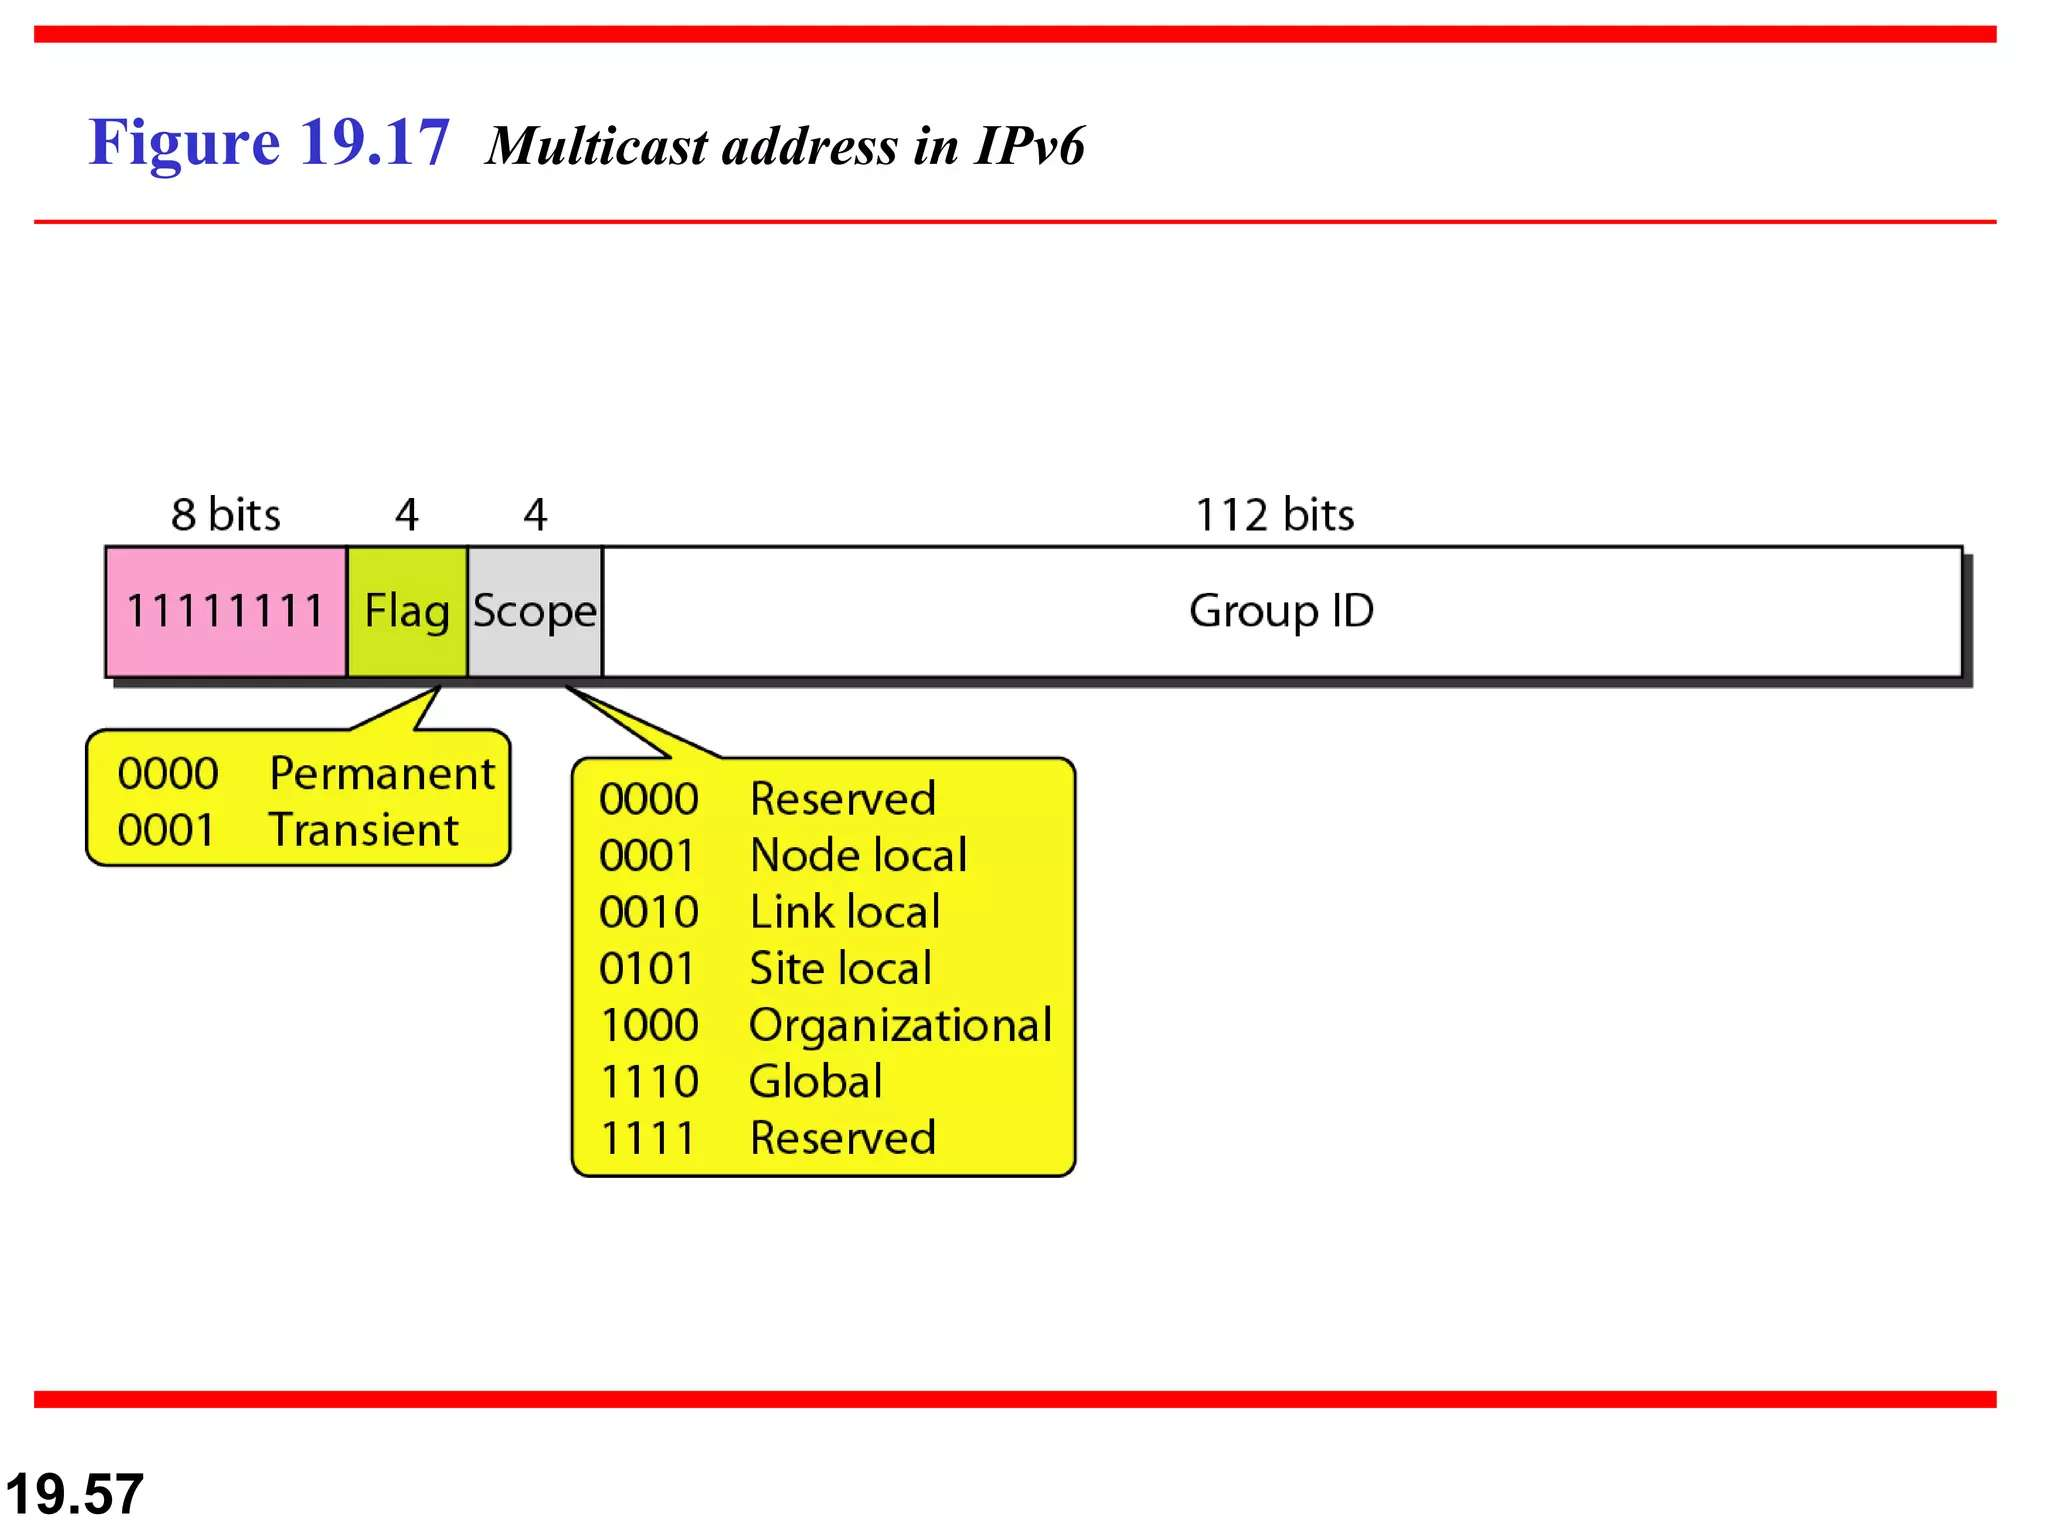 Figure 19.17 Multicast address in IPv6
8 bits 4 4 112 bits
11111111 Flag Scope Group ID
0000 Permanent
0001 Transient
0000 Reserved
0001 Node local
0010 Link local
0101 Site local
1000 Organizational
1110 Global
1111 Reserved
19.57